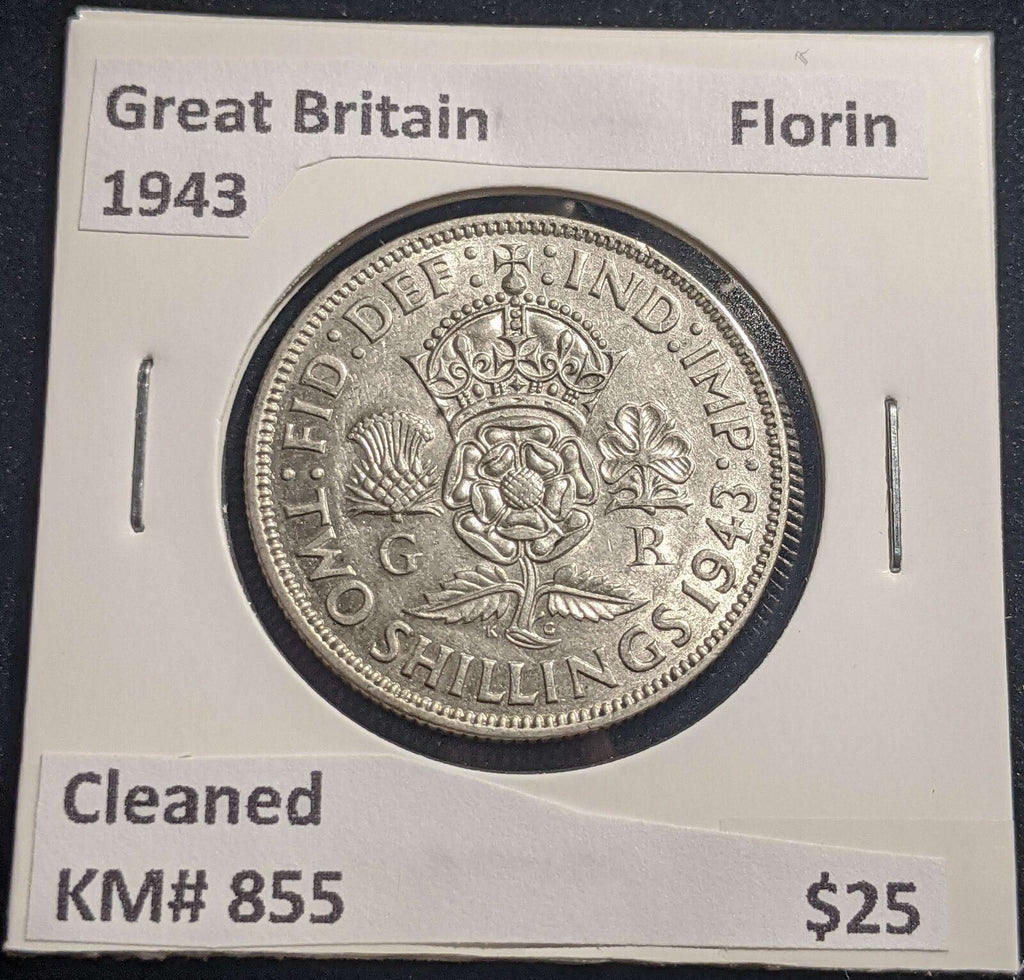 Great Britain Florin
1943
FID:DEF:IND:IMP:
TWO SHILLINGS 1943
G R
K G
Cleaned
KM# 855 $25